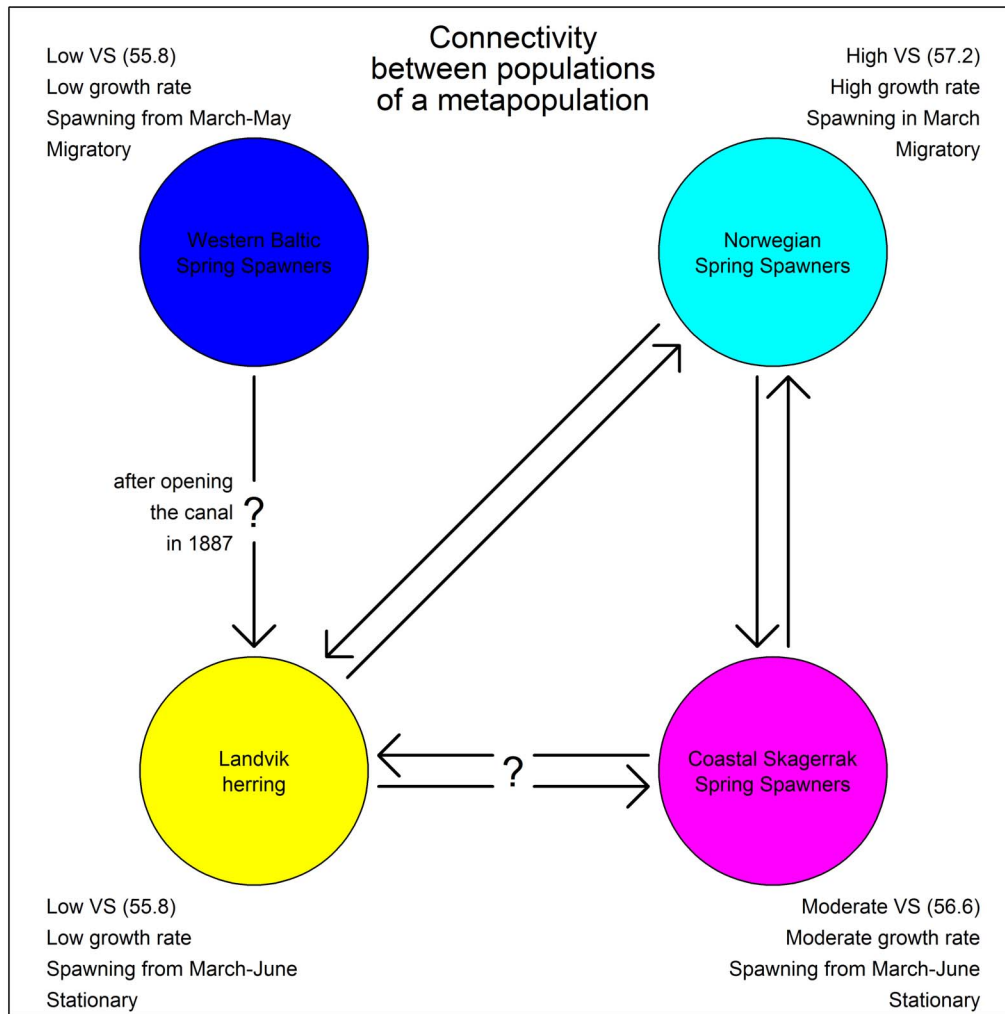 Connectivity
between populations
of a metapopulation
Low VS (55.8)
Low growth rate
Spawning from March-May
Migratory
High VS (57.2)
High growth rate
Spawning in March
Migratory
Western Baltic
Spring Spawners
Norwegian
Spring Spawners
after opening
the canal
in 1887
?
Landvik
herring
?
Coastal Skagerrak
Spring Spawners
Low VS (55.8)
Low growth rate
Spawning from March-June
Stationary
Moderate VS (56.6)
Moderate growth rate
Spawning from March-June
Stationary